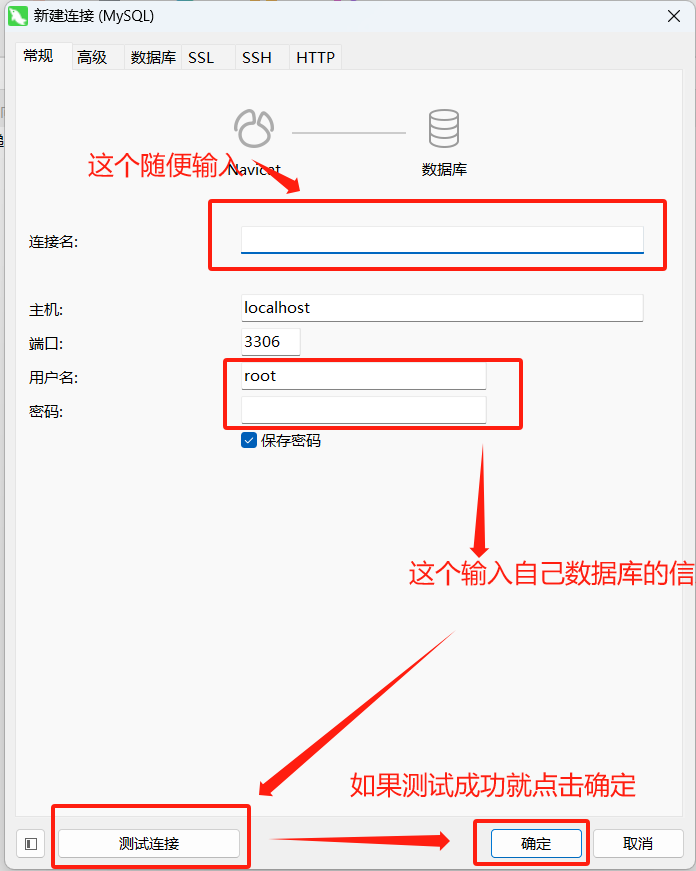 新建连接 (MySQL)
常规 高级 数据库 SSL SSH HTTP
这个随便输入
Navicat 数据库
连接名:
主机: localhost
端口: 3306
用户名: root
密码:
保存密码
这个输入自己数据库的信
如果测试成功就点击确定
测试连接 确定 取消